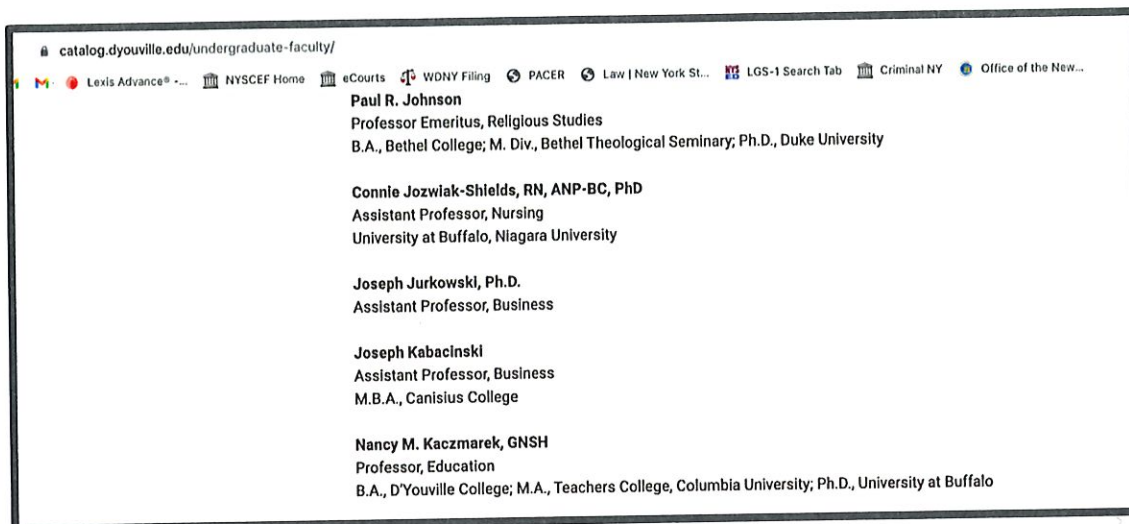 catalog.dyouville.edu/undergraduate-faculty/
Lexis Advance® -... NYSCEF Home eCourts WDNY Filing PACER Law | New York St... LGS-1 Search Tab Criminal NY Office of the New...
Paul R. Johnson
Professor Emeritus, Religious Studies
B.A., Bethel College; M. Div., Bethel Theological Seminary; Ph.D., Duke University
Connie Jozwiak-Shields, RN, ANP-BC, PhD
Assistant Professor, Nursing
University at Buffalo, Niagara University
Joseph Jurkowski, Ph.D.
Assistant Professor, Business
Joseph Kabacinski
Assistant Professor, Business
M.B.A., Canisius College
Nancy M. Kaczmarek, GNSH
Professor, Education
B.A., D'Youville College; M.A., Teachers College, Columbia University; Ph.D., University at Buffalo